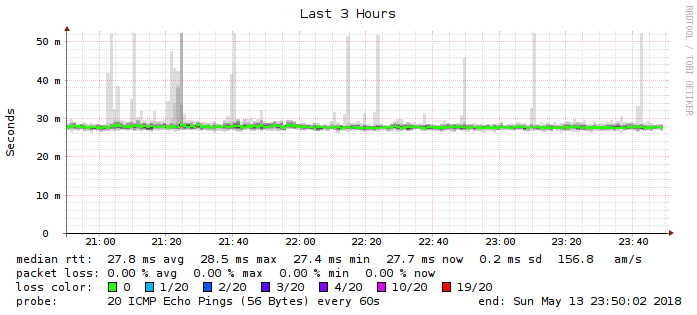 Last 3 Hours
RRDTOOL / TOBI OETIKER
Seconds
50 m
40 m
30 m
20 m
10 m
0
21:00 21:20 21:40 22:00 22:20 22:40 23:00 23:20 23:40
median rtt: 27.8 ms avg 28.5 ms max 27.4 ms min 27.7 ms now 0.2 ms sd 156.8 am/s
packet loss: 0.00 % avg 0.00 % max 0.00 % min 0.00 % now
loss color: 0 1/20 2/20 3/20 4/20 10/20 19/20
probe: 20 ICMP Echo Pings (56 Bytes) every 60s end: Sun May 13 23:50:02 2018